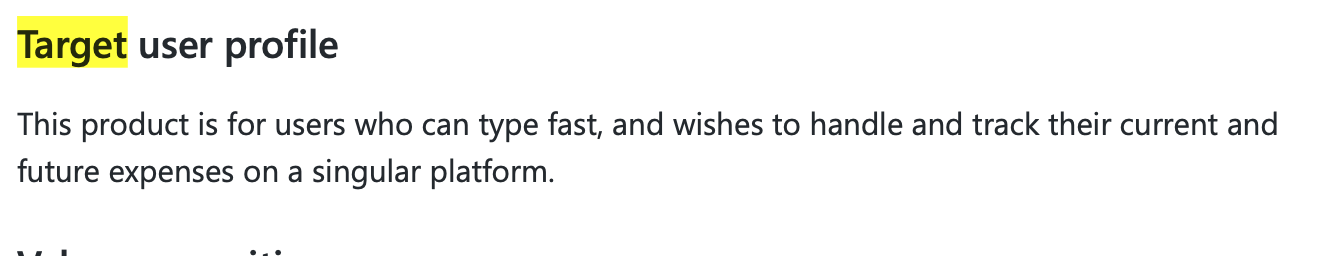 Target user profile
This product is for users who can type fast, and wishes to handle and track their current and
future expenses on a singular platform.